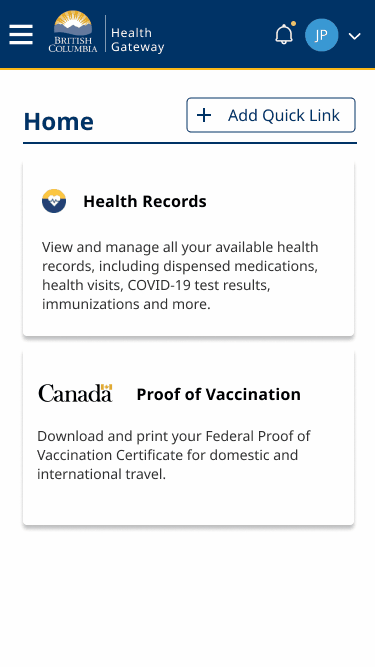 BRITISH
COLUMBIA
Health
Gateway
JP
Home
+ Add Quick Link
Health Records
View and manage all your available health
records, including dispensed medications,
health visits, COVID-19 test results,
immunizations and more.
Canada
Proof of Vaccination
Download and print your Federal Proof of
Vaccination Certificate for domestic and
international travel.